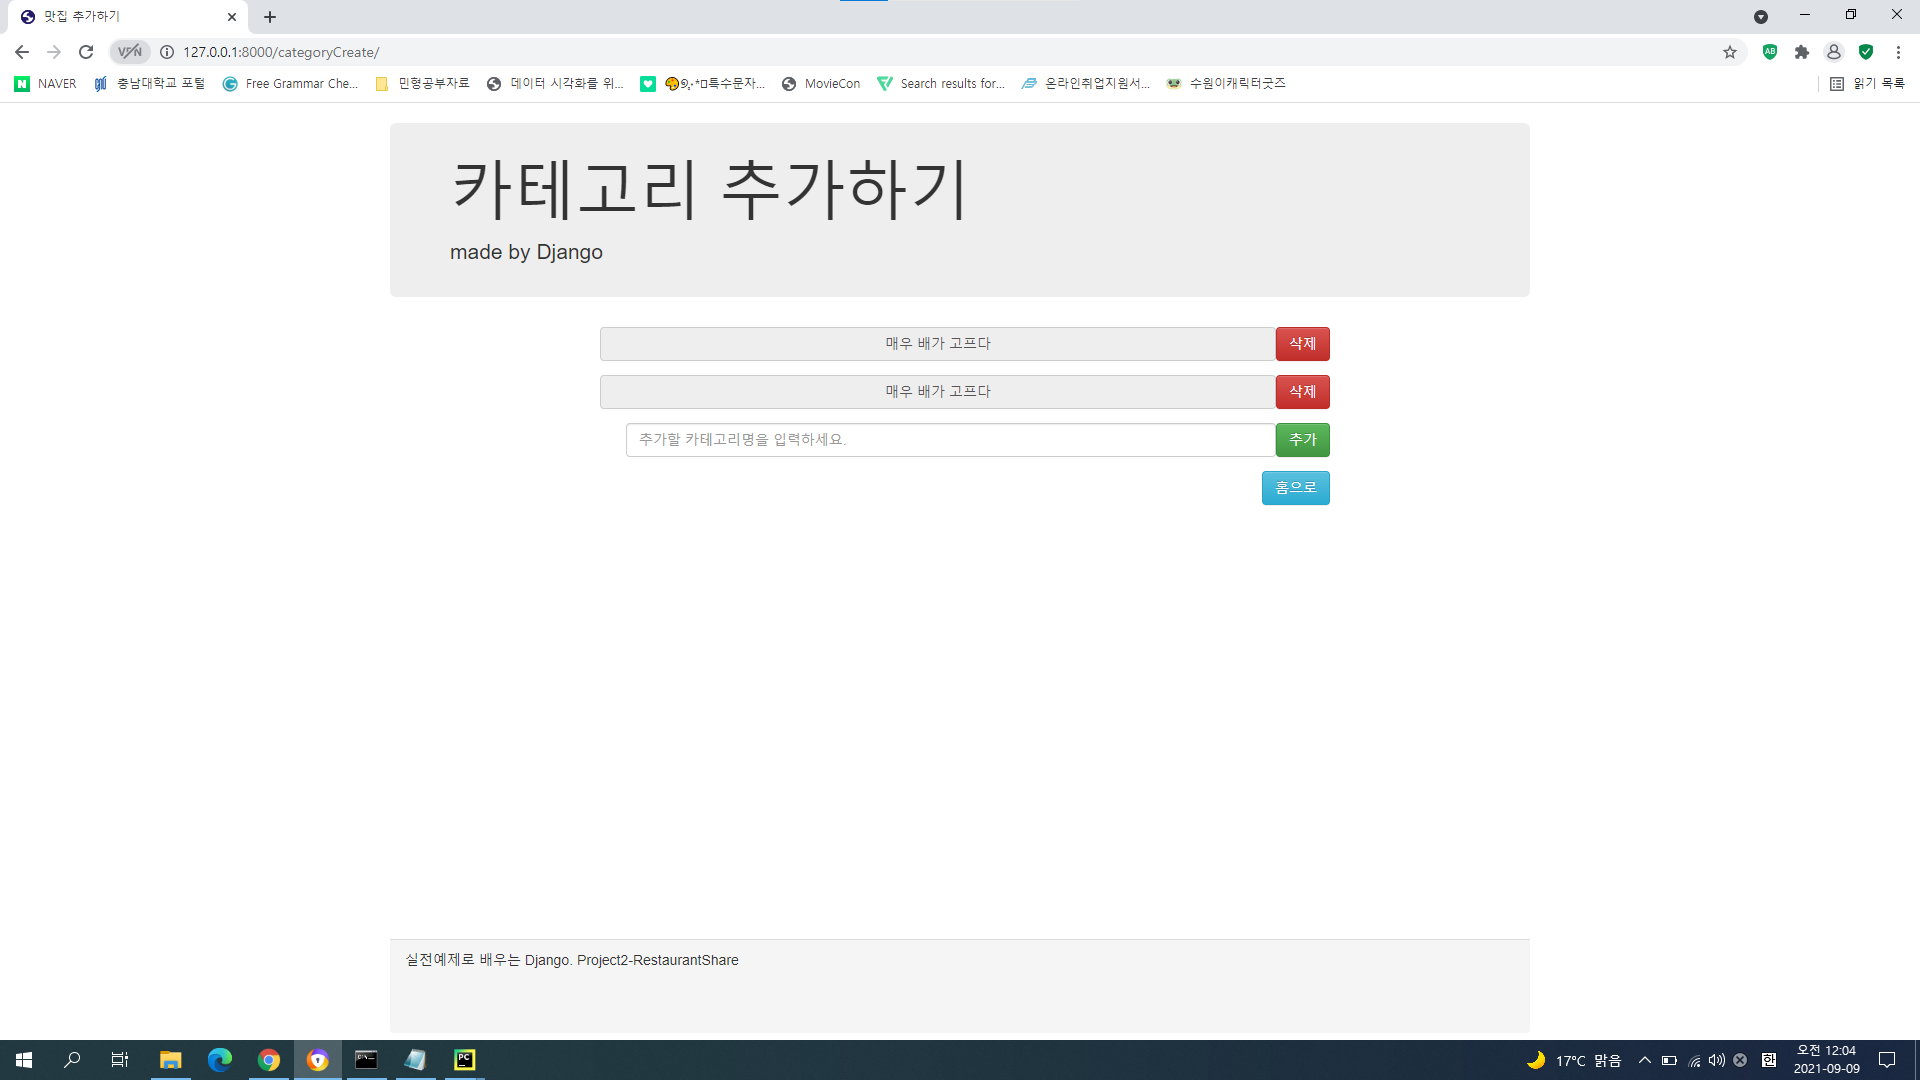 맛집 추가하기
VPN
127.0.0.1:8000/categoryCreate/
AB
NAVER
충남대학교 포털
Free Grammar Che...
민형공부자료
데이터 시각화를 위...
특수문자...
MovieCon
Search results for...
온라인취업지원서...
수원이캐릭터굿즈
읽기 목록
카테고리 추가하기
made by Django
매우 배가 고프다
삭제
매우 배가 고프다
삭제
추가할 카테고리명을 입력하세요.
추가
홈으로
실전예제로 배우는 Django. Project2-RestaurantShare
PC
17°C 맑음
한
오전 12:04
2021-09-09